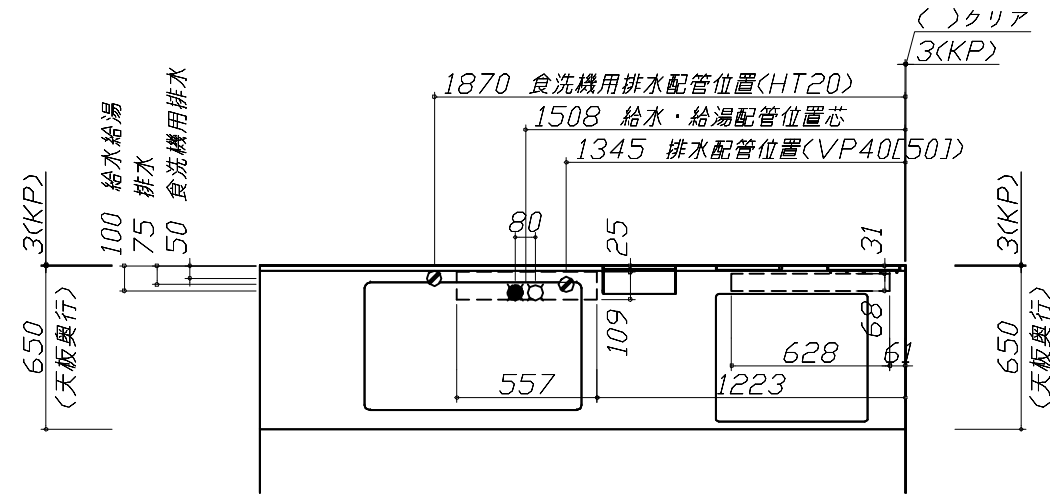 ( )クリア
3(KP)
1870 食洗機用排水配管位置(HT20)
1508 給水・給湯配管位置芯
1345 排水配管位置(VP40[50])
100 給水給湯
75 排水
50 食洗機用排水
3(KP)
80
25
31
3(KP)
650
(天板奥行)
109
68
628
61
557
1223
650
(天板奥行)